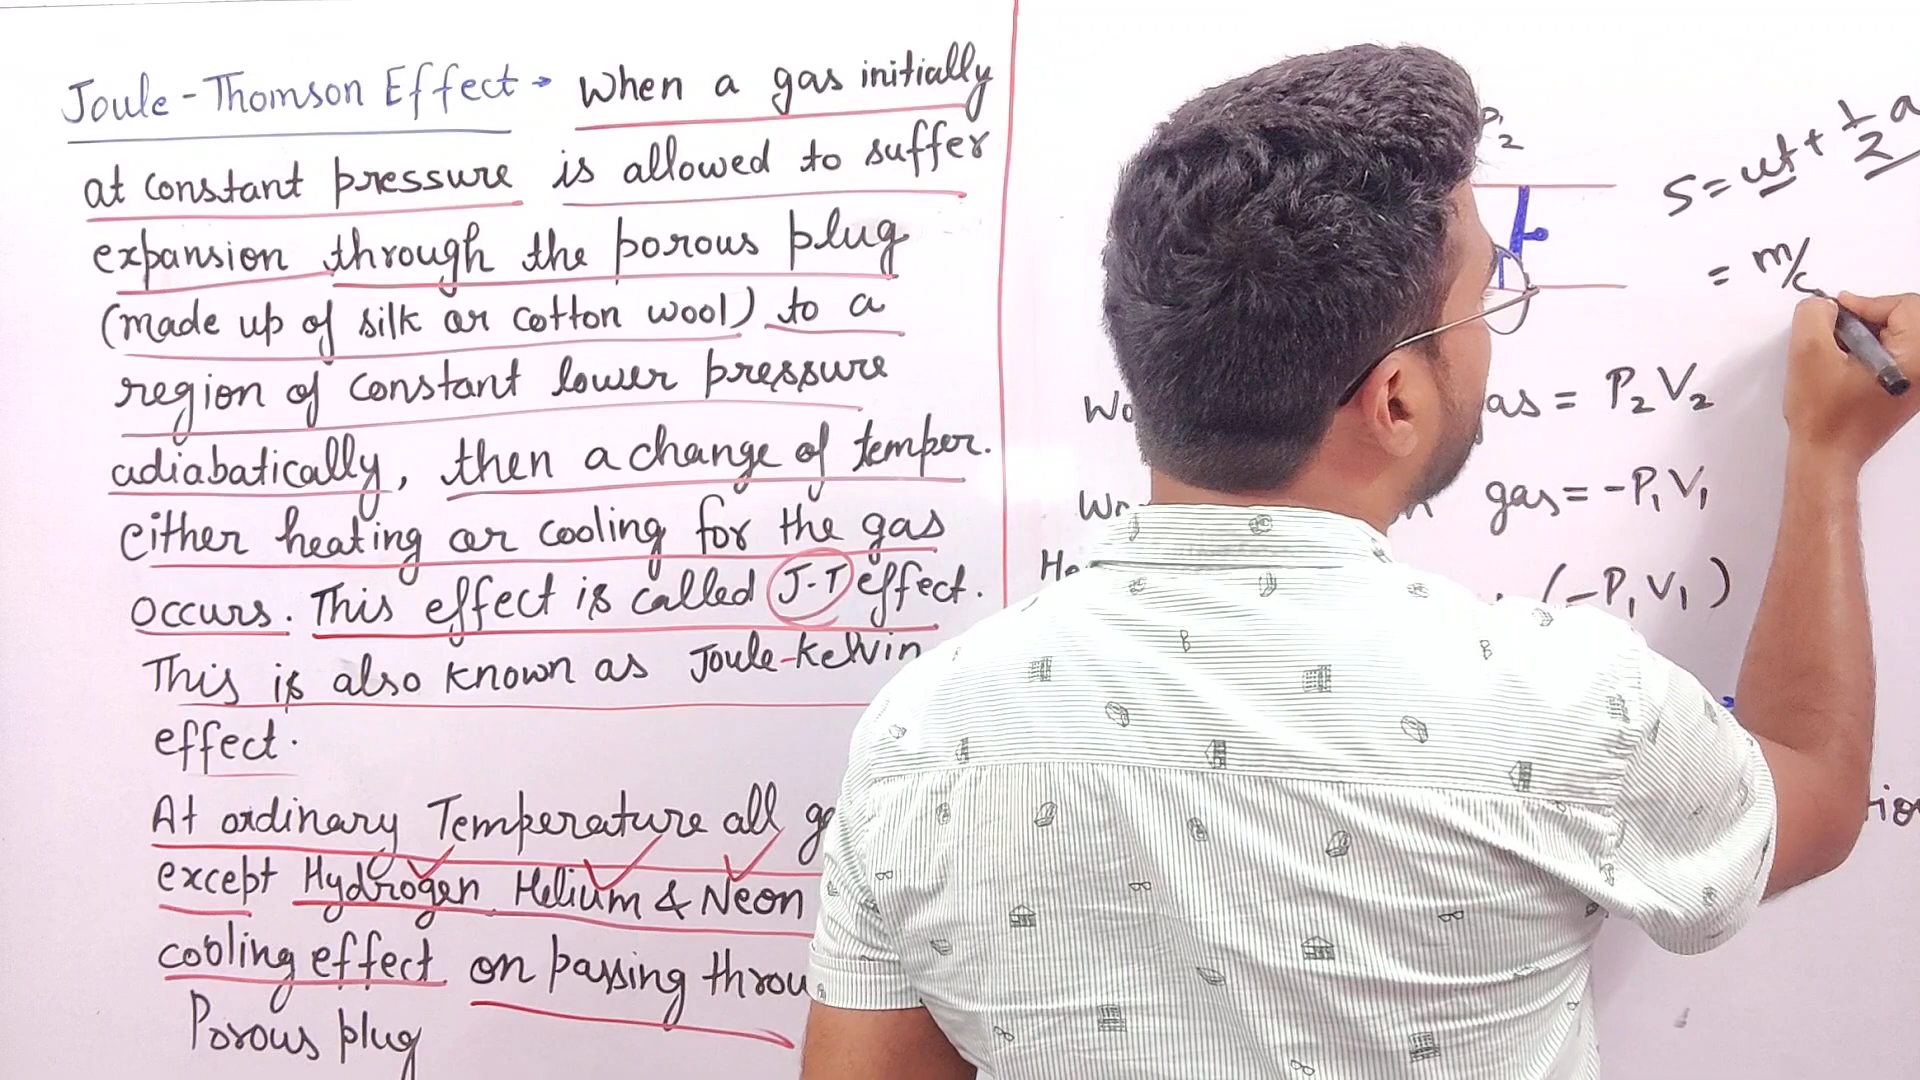 Joule-Thomson Effect → When a gas initially
at constant pressure is allowed to suffer
expansion through the porous plug
(made up of silk or cotton wool) to a
region of constant lower pressure
adiabatically, then a change of temper.
either heating or cooling for the gas
occurs. This effect is called J-T effect.
This is also known as Joule-Kelvin
effect.
At ordinary Temperature all
except Hydrogen, Helium & Neon
cooling effect on passing
Porous plug
P₂
S = ut + 1/2 a
= m/
= P₂V₂
gas = -P₁V₁
(-P₁V₁)